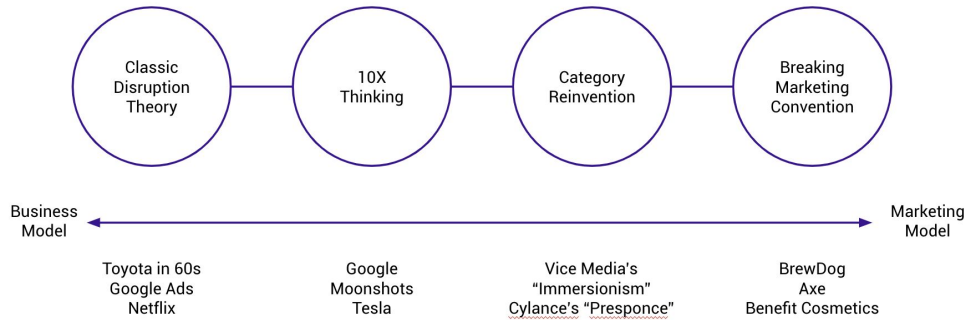 Classic
Disruption
Theory
10X
Thinking
Category
Reinvention
Breaking
Marketing
Convention
Business
Model
Marketing
Model
Toyota in 60s
Google Ads
Netflix
Google
Moonshots
Tesla
Vice Media’s
“Immersionism”
Cylance’s “Presponce”
BrewDog
Axe
Benefit Cosmetics